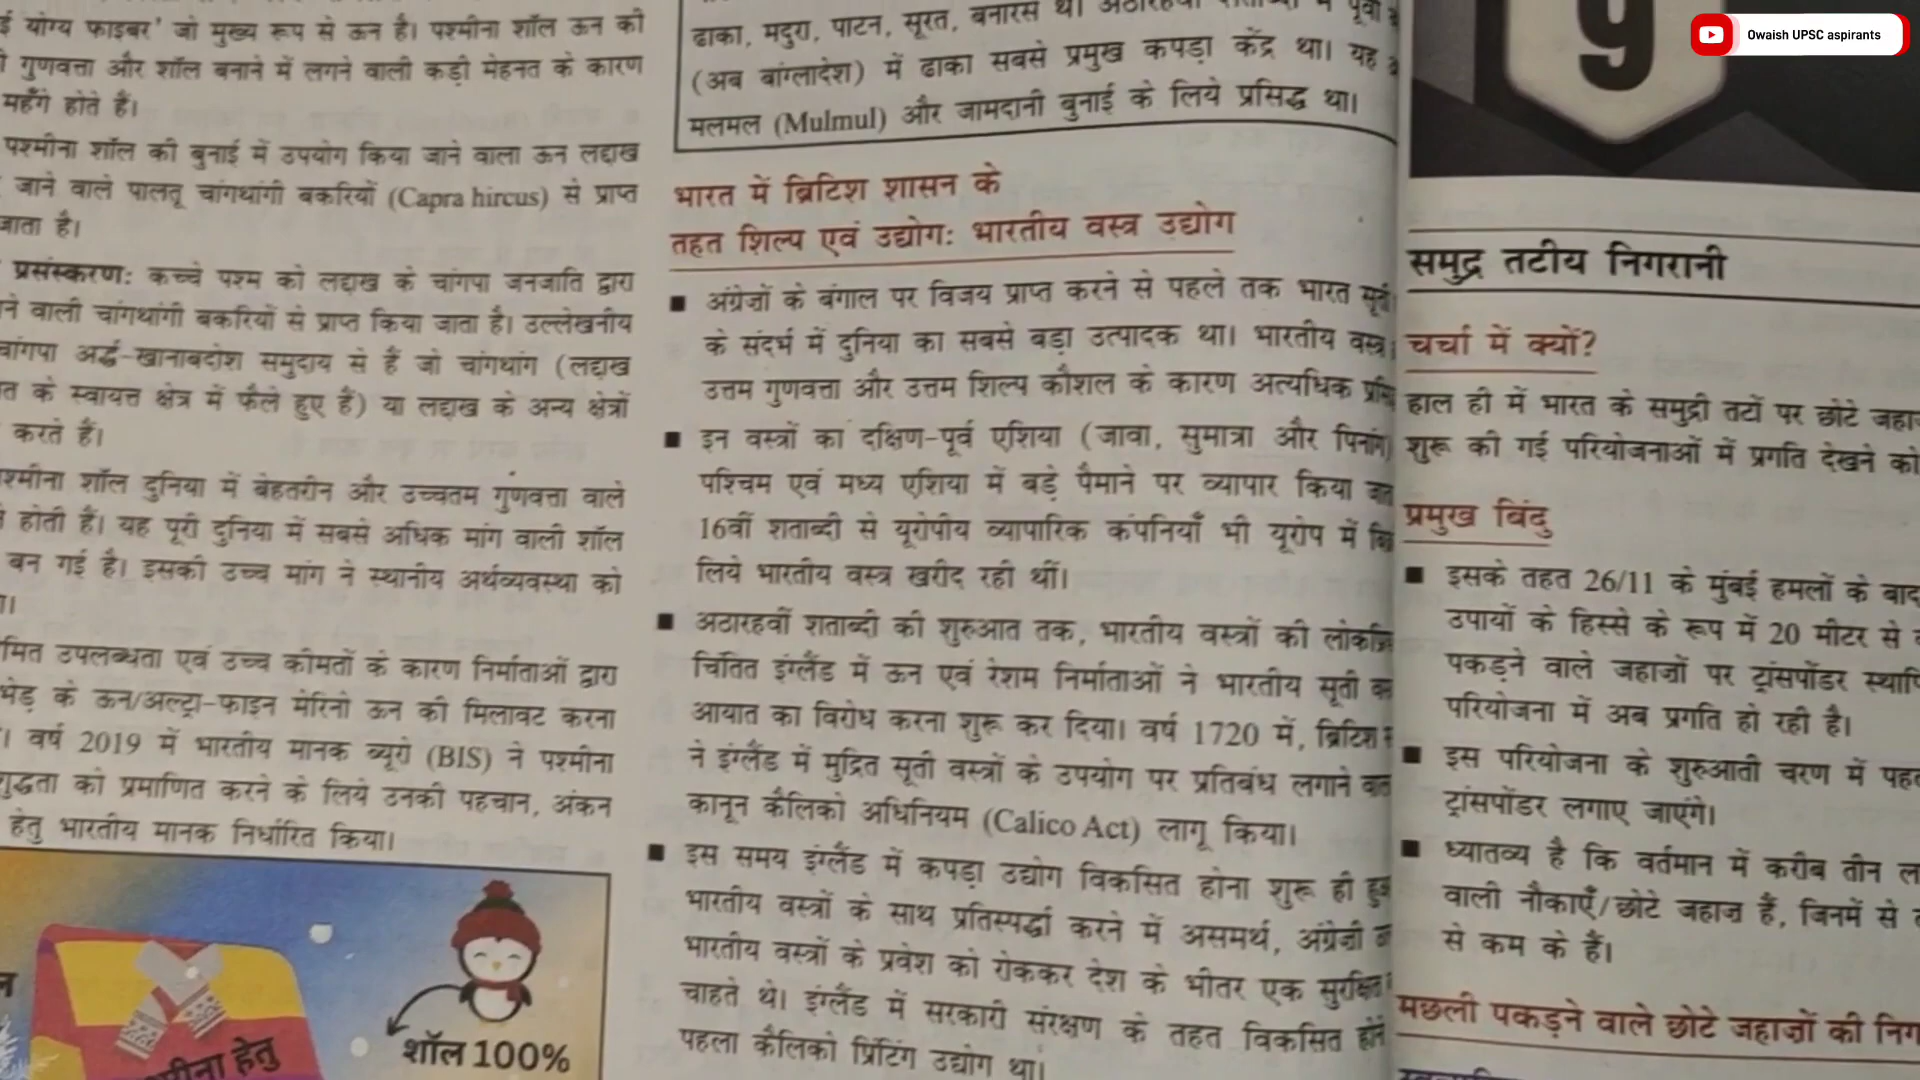 ई योग्य फाइबर' जो मुख्य रूप से ऊन है। पश्मीना शॉल ऊन की
गुणवत्ता और शॉल बनाने में लगने वाली कड़ी मेहनत के कारण
महँगे होते हैं।
पश्मीना शॉल की बुनाई में उपयोग किया जाने वाला ऊन लद्दाख
जाने वाले पालतू चांगथांगी बकरियों (Capra hircus) से प्राप्त
जाता है।
प्रसंस्करण: कच्चे पश्म को लद्दाख के चांगपा जनजाति द्वारा
ने वाली चांगथांगी बकरियों से प्राप्त किया जाता है। उल्लेखनीय
चांगपा अर्द्ध-खानाबदोश समुदाय से हैं जो चांगथांग (लद्दाख
त के स्वायत्त क्षेत्र में फैले हुए हैं) या लद्दाख के अन्य क्षेत्रों
करते हैं।
श्मीना शॉल दुनिया में बेहतरीन और उच्चतम गुणवत्ता वाले
होती हैं। यह पूरी दुनिया में सबसे अधिक मांग वाली शॉल
बन गई है। इसकी उच्च मांग ने स्थानीय अर्थव्यवस्था को
मित उपलब्धता एवं उच्च कीमतों के कारण निर्माताओं द्वारा
भेड़ के ऊन/अल्ट्रा-फाइन मेरिनो ऊन की मिलावट करना
। वर्ष 2019 में भारतीय मानक ब्यूरो (BIS) ने पश्मीना
शुद्धता को प्रमाणित करने के लिये उनकी पहचान, अंकन
हेतु भारतीय मानक निर्धारित किया।
हेतु
शॉल 100%
ढाका, मदुरा, पाटन, सूरत, बनारस थे। अठारहवीं शताब्दी में पूर्वी
(अब बांग्लादेश) में ढाका सबसे प्रमुख कपड़ा केंद्र था। यह
मलमल (Mulmul) और जामदानी बुनाई के लिये प्रसिद्ध था।
भारत में ब्रिटिश शासन के
तहत शिल्प एवं उद्योग: भारतीय वस्त्र उद्योग
■ अंग्रेजों के बंगाल पर विजय प्राप्त करने से पहले तक भारत
के संदर्भ में दुनिया का सबसे बड़ा उत्पादक था। भारतीय वस्त्र
उत्तम गुणवत्ता और उत्तम शिल्प कौशल के कारण अत्यधिक
■ इन वस्त्रों का दक्षिण-पूर्व एशिया (जावा, सुमात्रा और पिनांग)
पश्चिम एवं मध्य एशिया में बड़े पैमाने पर व्यापार किया
16वीं शताब्दी से यूरोपीय व्यापारिक कंपनियाँ भी यूरोप में
लिये भारतीय वस्त्र खरीद रही थीं।
■ अठारहवीं शताब्दी की शुरुआत तक, भारतीय वस्त्रों की
चिंतित इंग्लैंड में ऊन एवं रेशम निर्माताओं ने भारतीय सूती
आयात का विरोध करना शुरू कर दिया। वर्ष 1720 में, ब्रिटिश
ने इंग्लैंड में मुद्रित सूती वस्त्रों के उपयोग पर प्रतिबंध लगाने
कानून कैलिको अधिनियम (Calico Act) लागू किया।
■ इस समय इंग्लैंड में कपड़ा उद्योग विकसित होना शुरू ही
भारतीय वस्त्रों के साथ प्रतिस्पर्द्धा करने में असमर्थ, अंग्रेजी
भारतीय वस्त्रों के प्रवेश को रोककर देश के भीतर एक सुरक्षित
चाहते थे। इंग्लैंड में सरकारी संरक्षण के तहत विकसित
पहला कैलिको प्रिंटिंग उद्योग था।
9
Owaish UPSC aspirants
समुद्र तटीय निगरानी
चर्चा में क्यों?
हाल ही में भारत के समुद्री तटों पर छोटे
शुरू की गई परियोजनाओं में प्रगति देखने को
प्रमुख बिंदु
■ इसके तहत 26/11 के मुंबई हमलों के बाद
उपायों के हिस्से के रूप में 20 मीटर से
पकड़ने वाले जहाजों पर ट्रांसपोंडर
परियोजना में अब प्रगति हो रही है।
■ इस परियोजना के शुरुआती चरण में
ट्रांसपोंडर लगाए जाएंगे।
■ ध्यातव्य है कि वर्तमान में करीब तीन
वाली नौकाएँ/छोटे जहाज हैं, जिनमें से
से कम के हैं।
मछली पकड़ने वाले छोटे जहाजों की